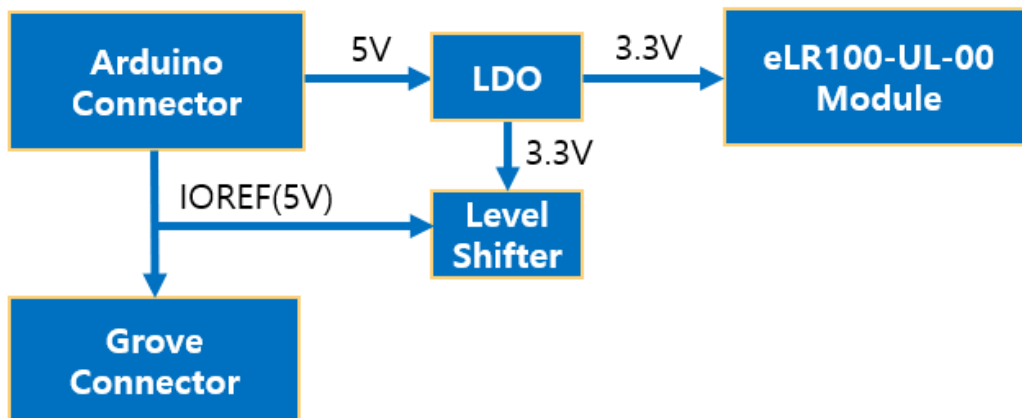 Arduino
Connector
5V
LDO
3.3V
eLR100-UL-00
Module
3.3V
IOREF(5V)
Level
Shifter
Grove
Connector